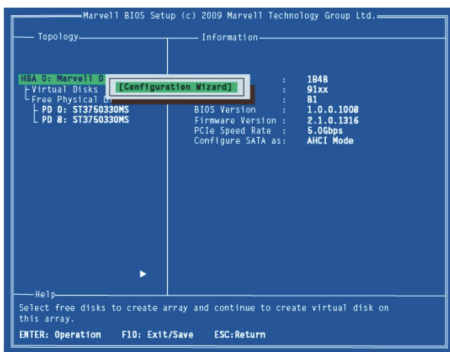 Marvell BIOS Setup (c) 2009 Marvell Technology Group Ltd.
Topology
Information
HBA 0: Marvell 0
Virtual Disks
Free Physical D
PD 0: ST3750330NS
PD 8: ST3750330NS
[Configuration Wizard]
: 1B4B
: 91xx
: B1
BIOS Version : 1.0.0.1008
Firmware Version : 2.1.0.1316
PCIe Speed Rate : 5.0Gbps
Configure SATA as: AHCI Mode
Help
Select free disks to create array and continue to create virtual disk on
this array.
ENTER: Operation F10: Exit/Save ESC:Return